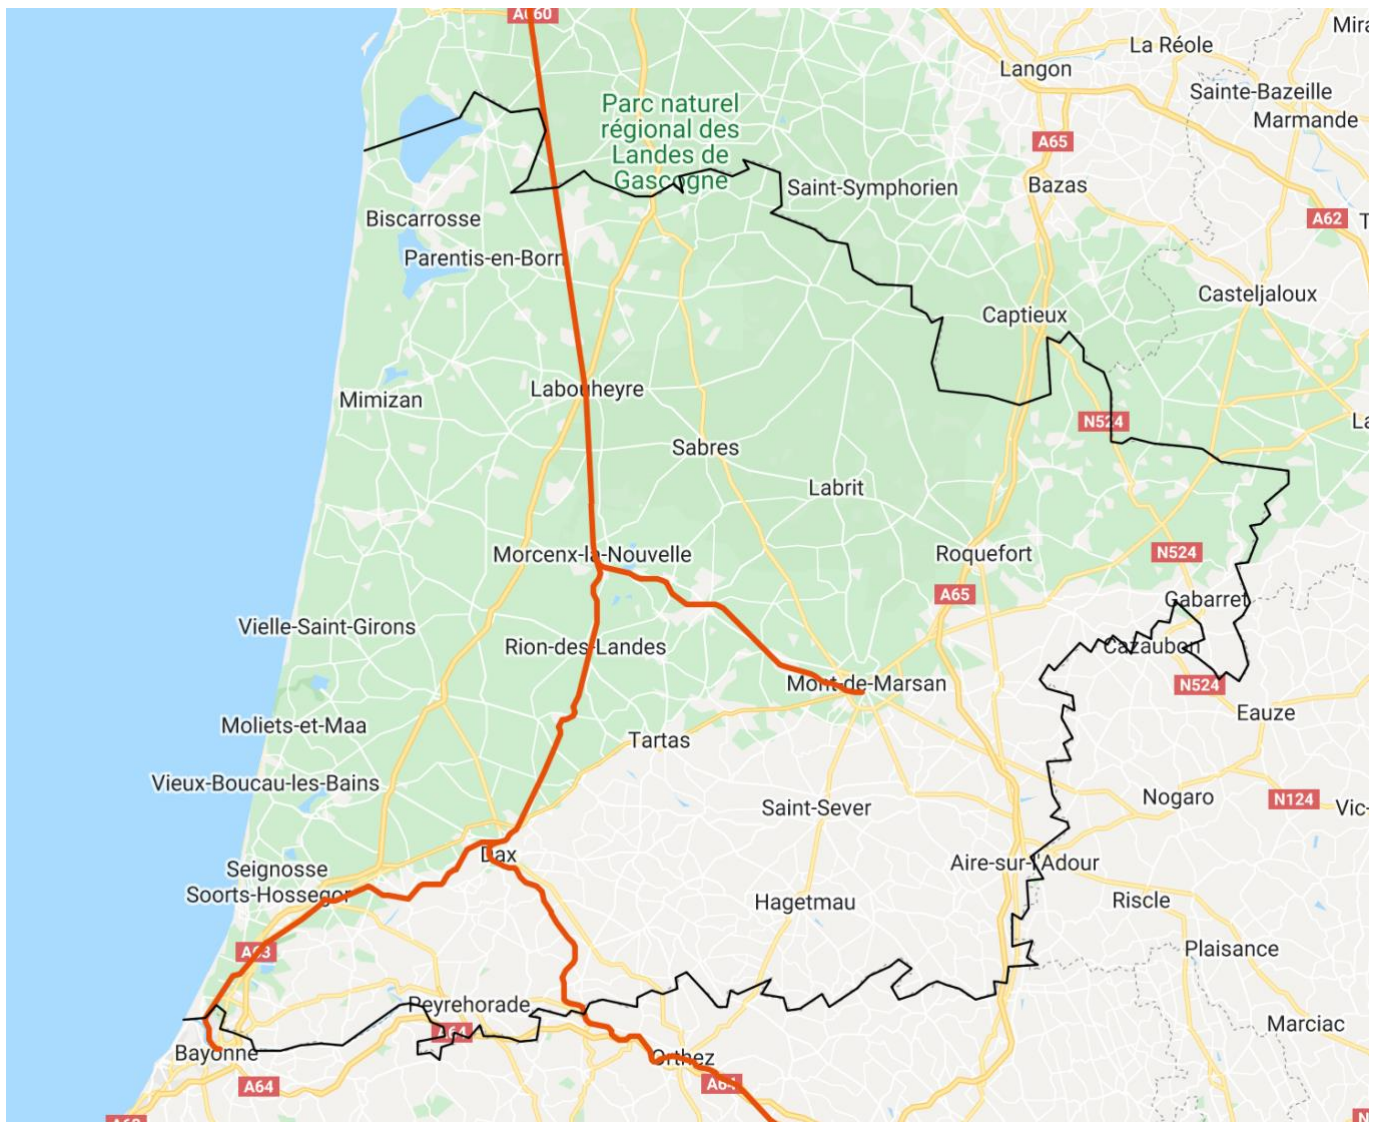 A660
Mira
La Réole
Langon
Sainte-Bazeille
Marmande
Parc naturel
régional des
Landes de
Gascogne
A65
Saint-Symphorien
Bazas
Biscarrosse
A62
Parentis-en-Born
Casteljaloux
Captieux
Labouheyre
Mimizan
N524
Sabres
Labrit
Morcenx-la-Nouvelle
Roquefort
N524
A65
Gabarret
Vielle-Saint-Girons
Rion-des-Landes
Cazaubon
Mont-de-Marsan
N524
Eauze
Moliets-et-Maa
Tartas
Vieux-Boucau-les-Bains
Saint-Sever
Nogaro
N124
Vic-
Dax
Seignosse
Aire-sur-l'Adour
Soorts-Hossegor
Hagetmau
Riscle
A63
Plaisance
Peyrehorade
A64
Marciac
Bayonne
Orthez
A64
A64
A63